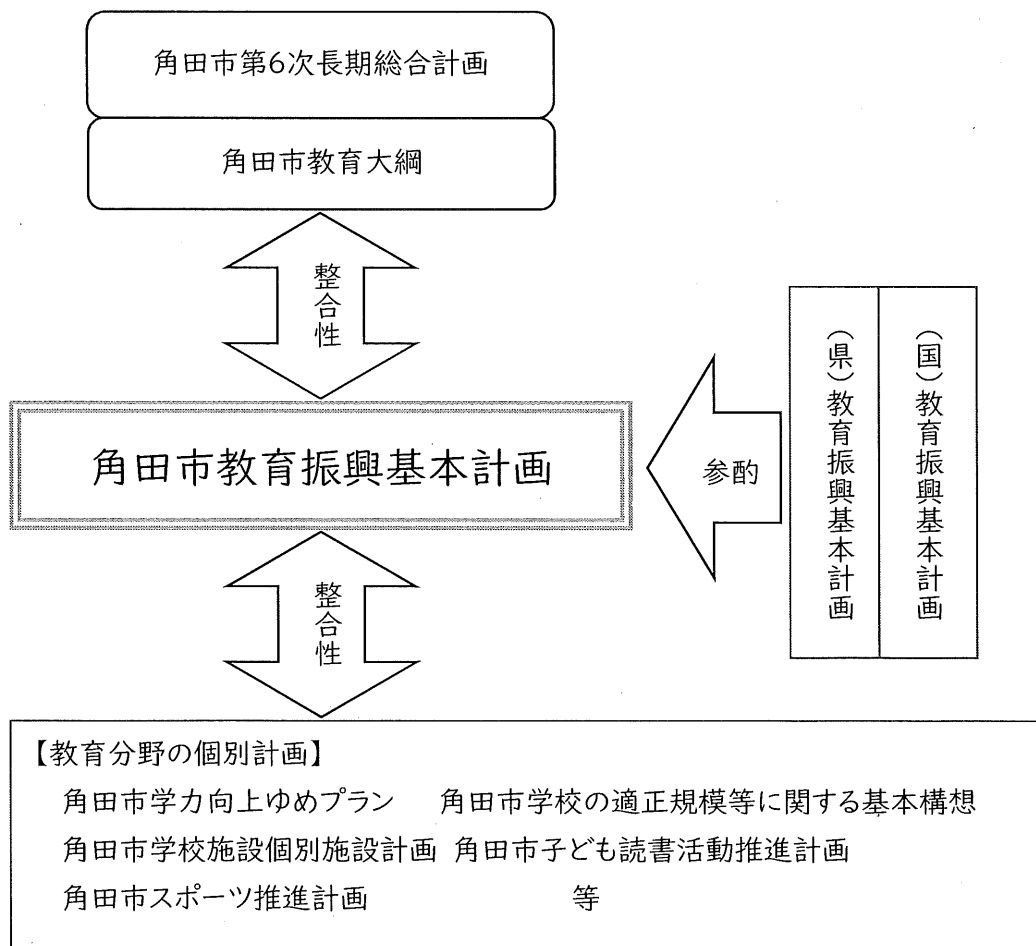 角田市第6次長期総合計画
角田市教育大綱
整合性
(国)教育振興基本計画
(県)教育振興基本計画
参酌
角田市教育振興基本計画
整合性
【教育分野の個別計画】
角田市学力向上ゆめプラン 角田市学校の適正規模等に関する基本構想
角田市学校施設個別施設計画 角田市子ども読書活動推進計画
角田市スポーツ推進計画 等